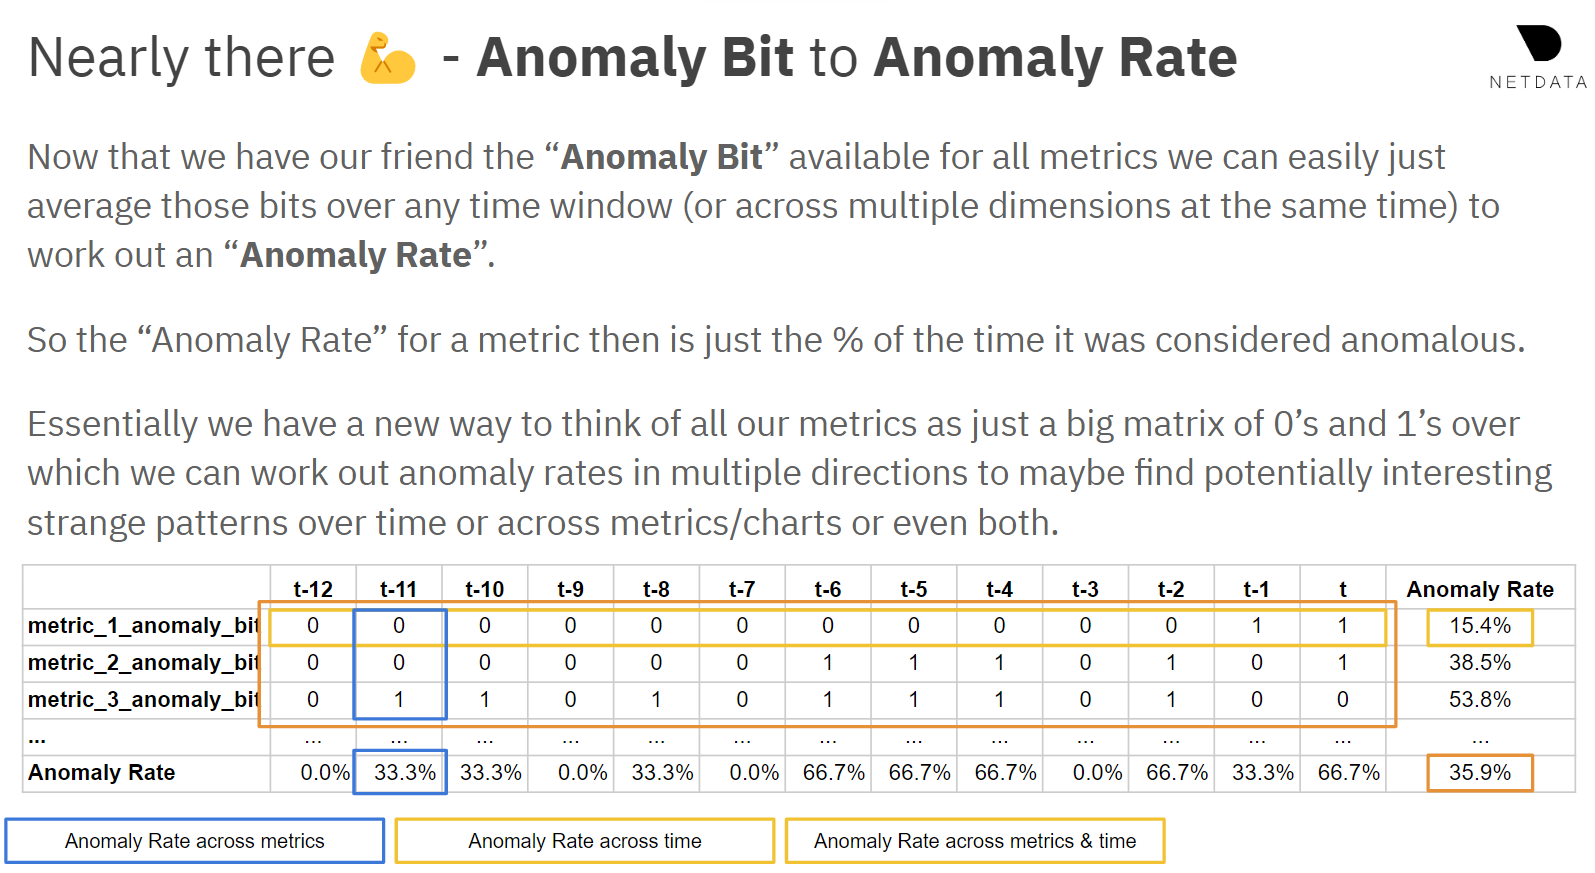 Nearly there 💪 - Anomaly Bit to Anomaly Rate
NETDATA
Now that we have our friend the “Anomaly Bit” available for all metrics we can easily just
average those bits over any time window (or across multiple dimensions at the same time) to
work out an “Anomaly Rate”.
So the “Anomaly Rate” for a metric then is just the % of the time it was considered anomalous.
Essentially we have a new way to think of all our metrics as just a big matrix of 0’s and 1’s over
which we can work out anomaly rates in multiple directions to maybe find potentially interesting
strange patterns over time or across metrics/charts or even both.
t-12 t-11 t-10 t-9 t-8 t-7 t-6 t-5 t-4 t-3 t-2 t-1 t Anomaly Rate
metric_1_anomaly_bit 0 0 0 0 0 0 0 0 0 0 0 1 1 15.4%
metric_2_anomaly_bit 0 0 0 0 0 0 1 1 1 0 1 0 1 38.5%
metric_3_anomaly_bit 0 1 1 0 1 0 1 1 1 0 1 0 0 53.8%
... ... ... ... ... ... ... ... ... ... ... ... ... ... ...
Anomaly Rate 0.0% 33.3% 33.3% 0.0% 33.3% 0.0% 66.7% 66.7% 66.7% 0.0% 66.7% 33.3% 66.7% 35.9%
Anomaly Rate across metrics
Anomaly Rate across time
Anomaly Rate across metrics & time